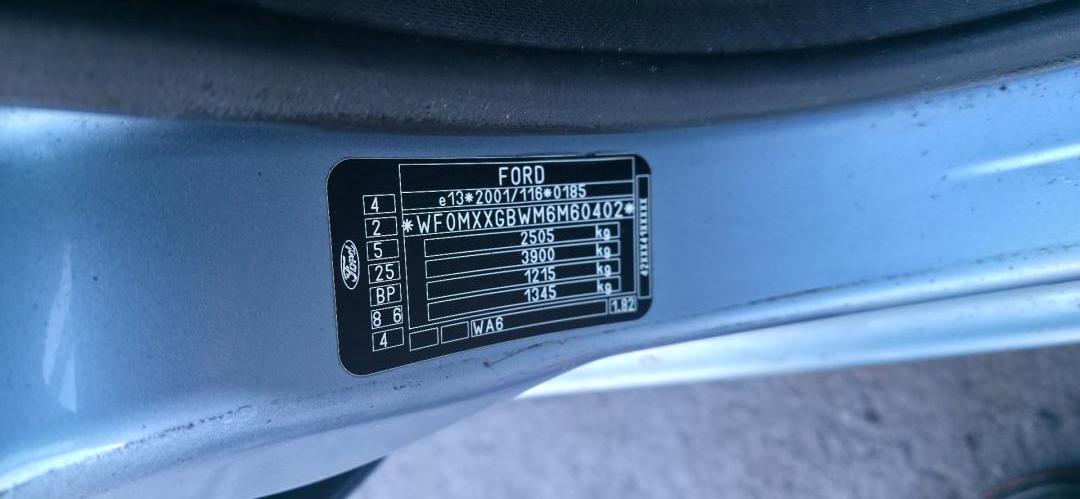 FORD
e13*2001/116*0185
*WF0MXXGBWM6M60402*
2505 kg
3900 kg
1215 kg
1345 kg
4
2
5
25
BP
8 6
4
WA6
1.82
Ford